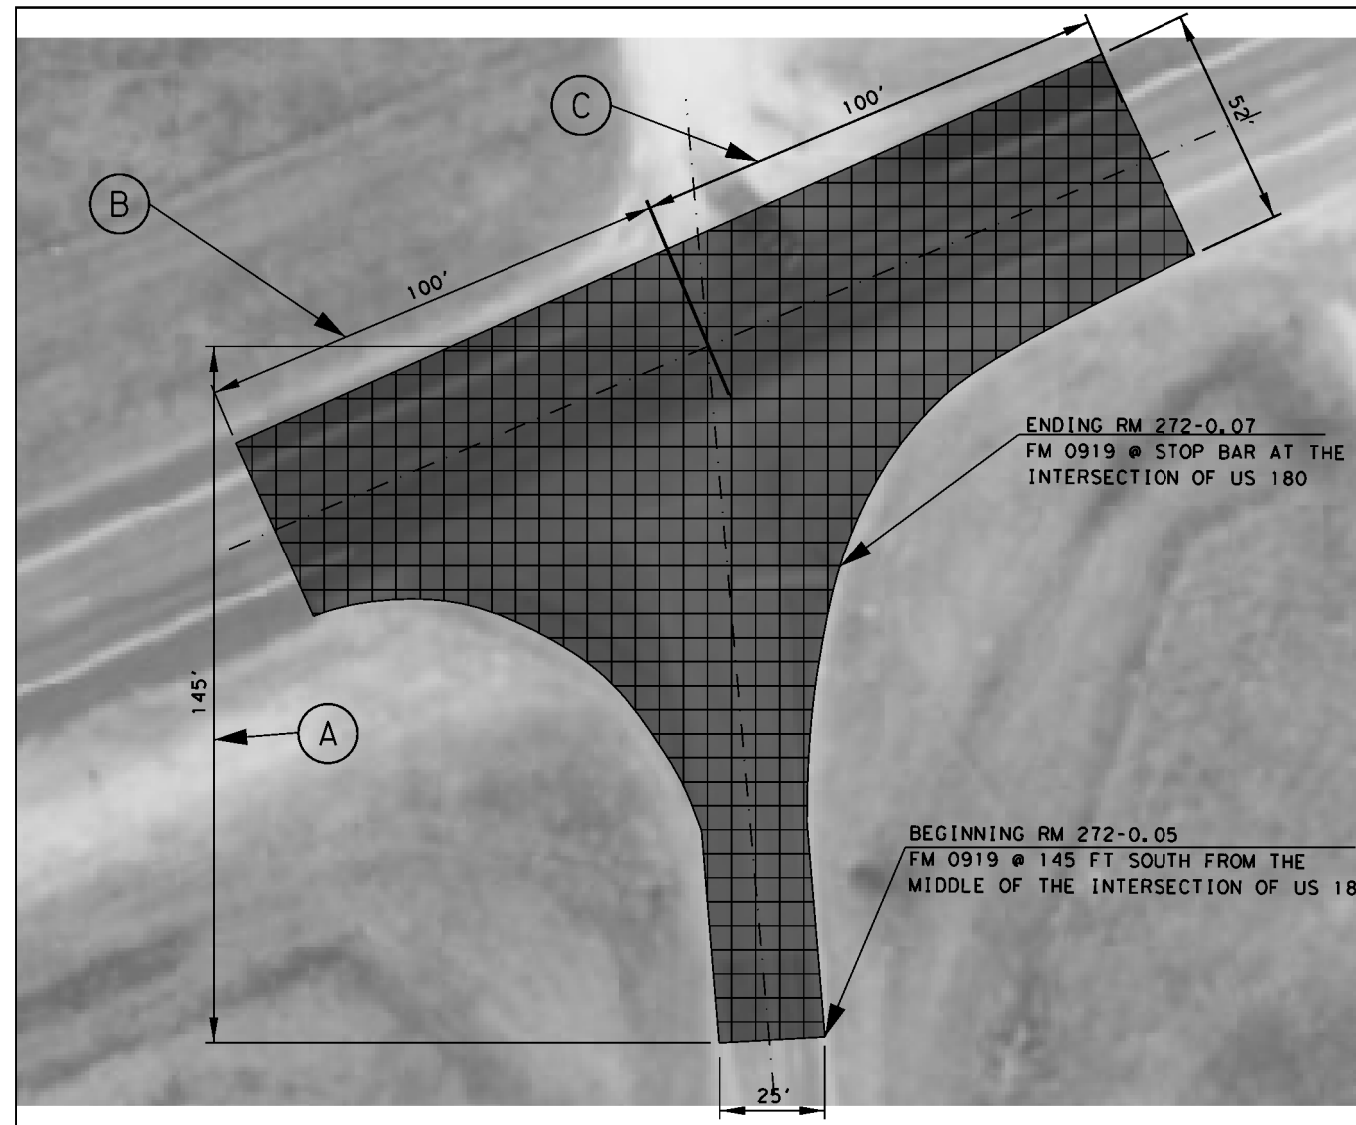 C
100'
52'
B
100'
ENDING RM 272-0.07
FM 0919 @ STOP BAR AT THE
INTERSECTION OF US 180
145'
A
BEGINNING RM 272-0.05
FM 0919 @ 145 FT SOUTH FROM THE
MIDDLE OF THE INTERSECTION OF US 18
25'